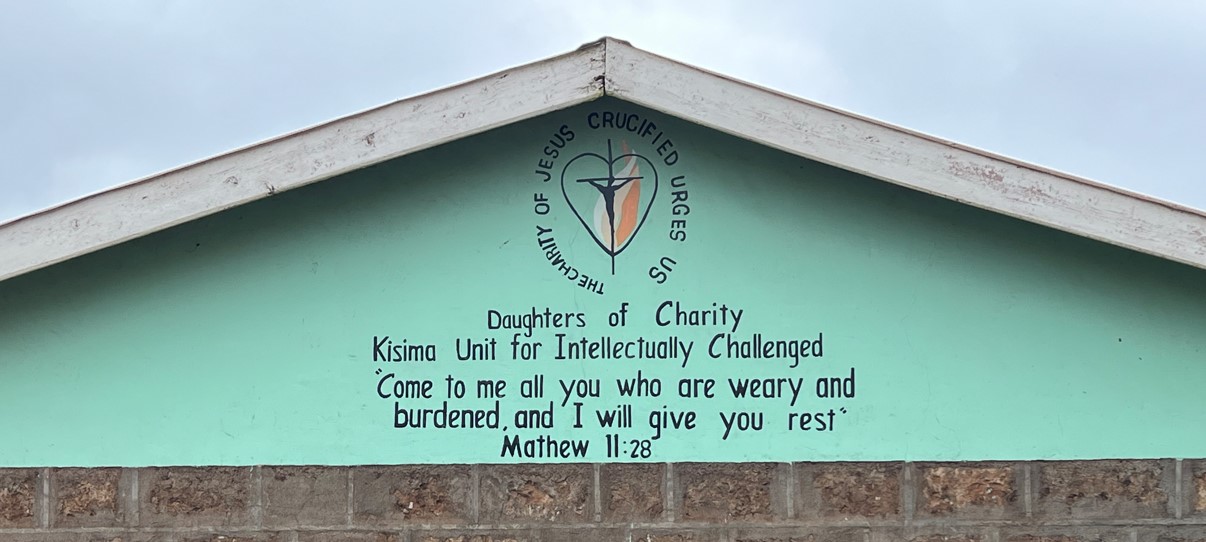 THE CHARITY OF JESUS CRUCIFIED URGES US
Daughters of Charity
Kisima Unit for Intellectually Challenged
"Come to me all you who are weary and
burdened, and I will give you rest"
Mathew 11:28